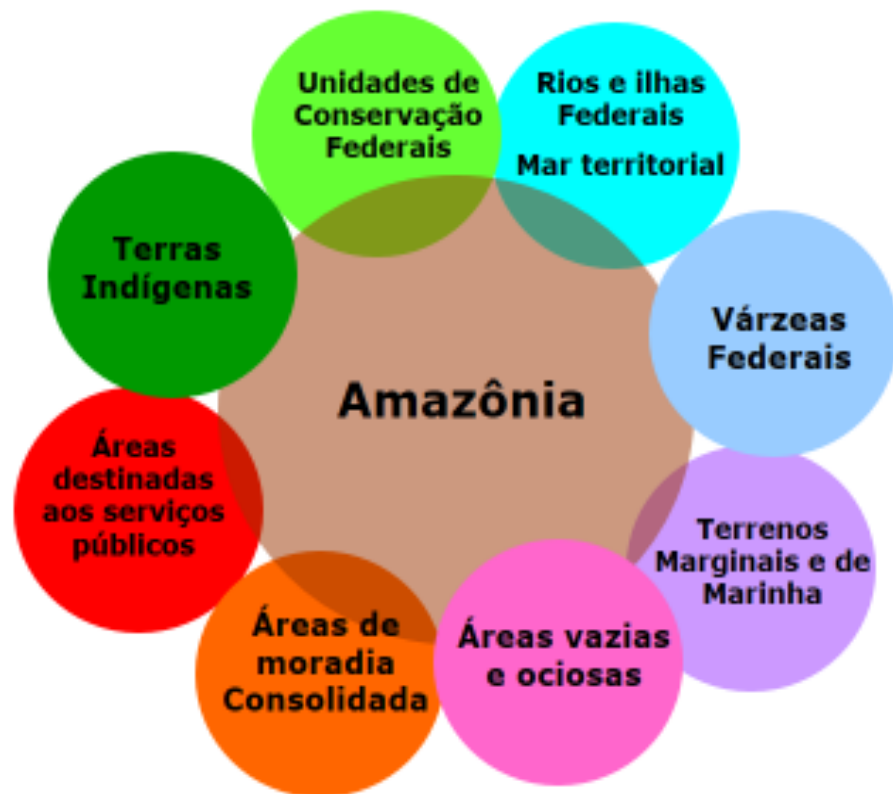 Unidades de
Conservação
Federais
Rios e ilhas
Federais
Mar territorial
Terras
Indígenas
Várzeas
Federais
Amazônia
Áreas
destinadas
aos serviços
públicos
Terrenos
Marginais e de
Marinha
Áreas de
moradia
Consolidada
Áreas vazias
e ociosas